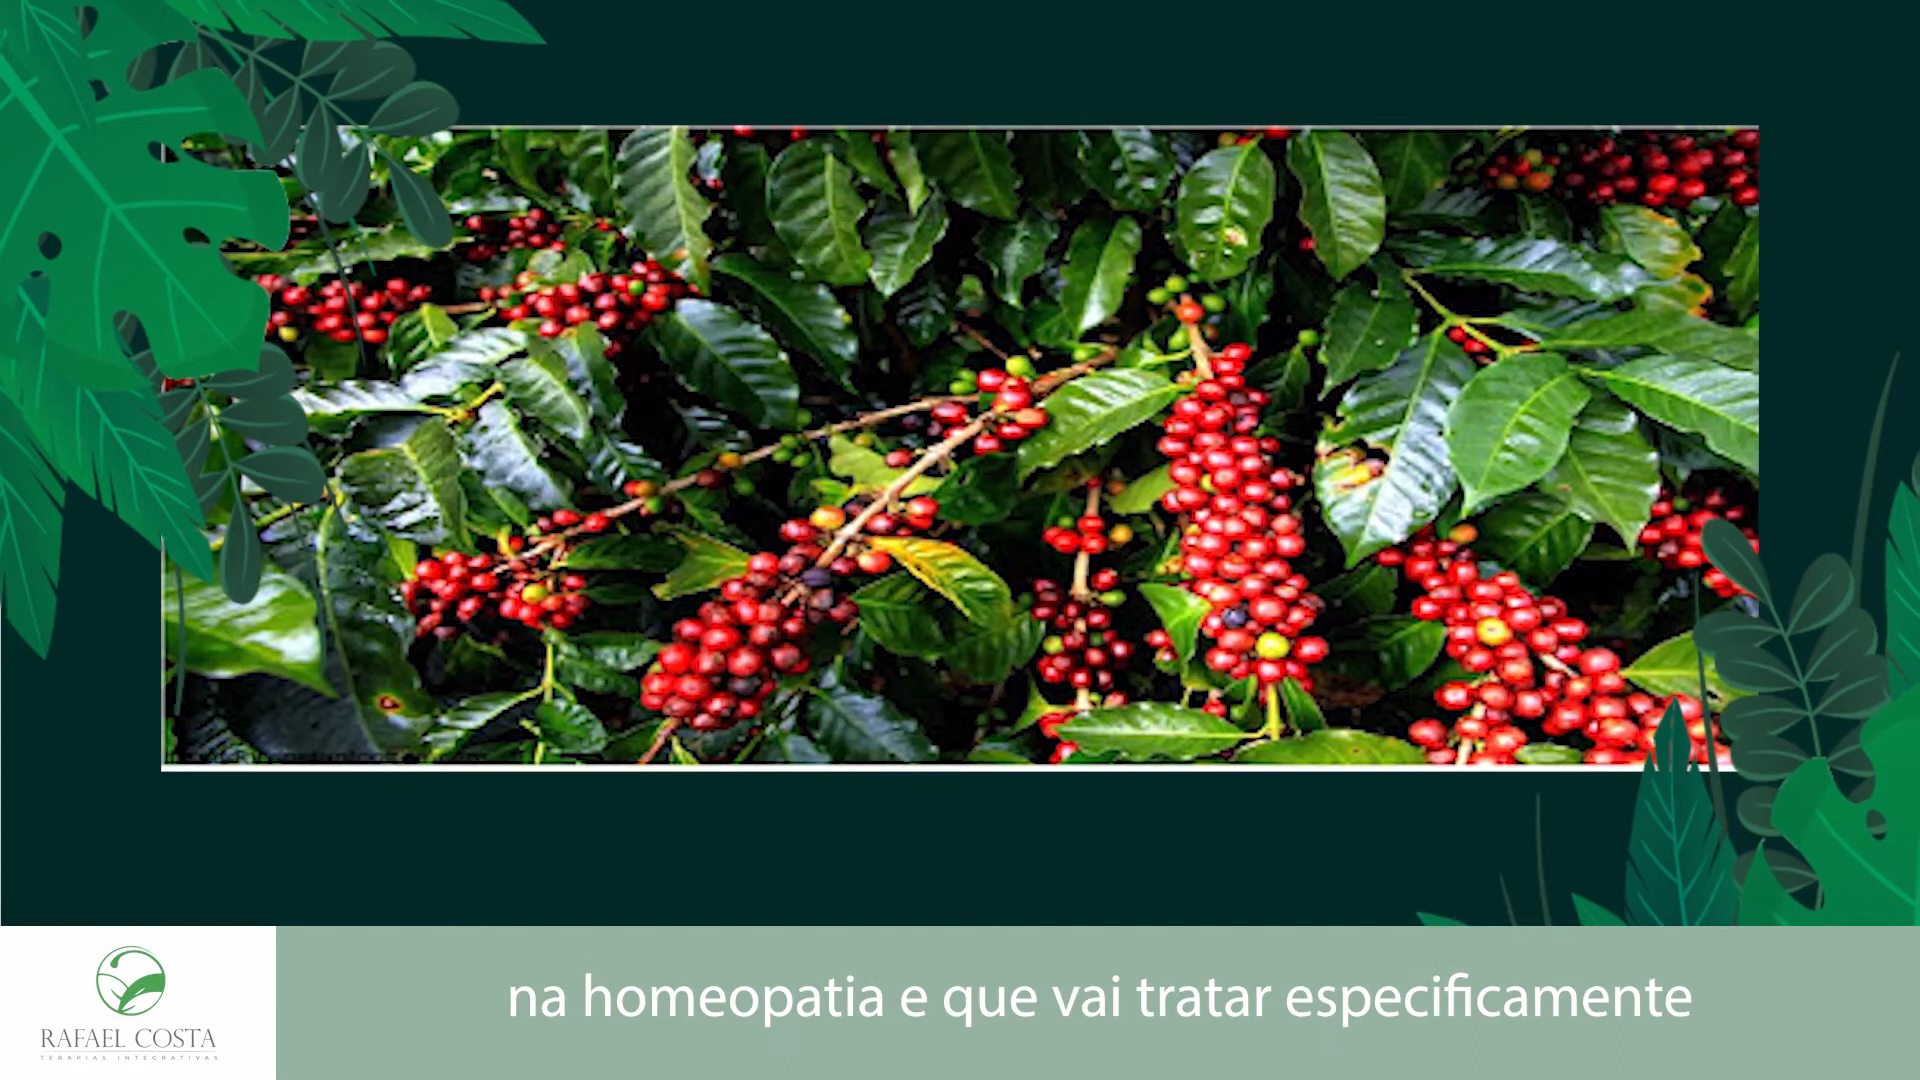 na homeopatia e que vai tratar especificamente
RAFAEL COSTA
TERAPIAS INTEGRATIVAS